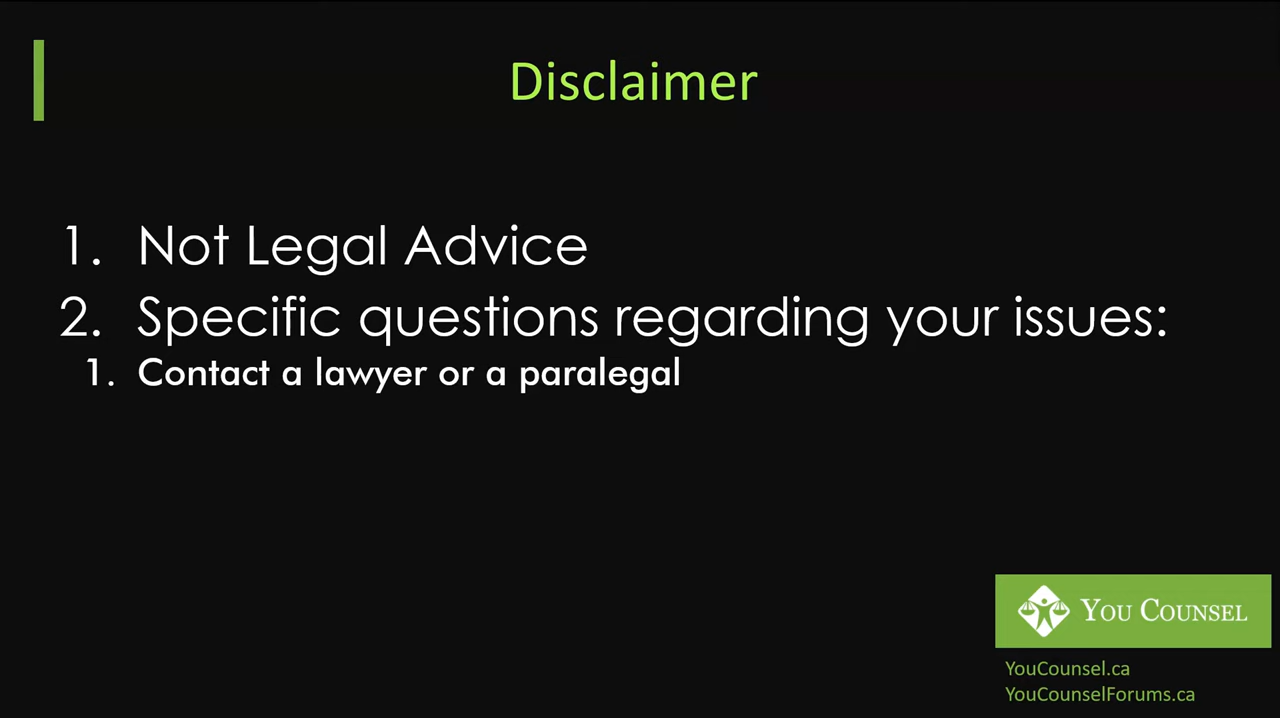 Disclaimer
1. Not Legal Advice
2. Specific questions regarding your issues:
1. Contact a lawyer or a paralegal
You Counsel
YouCounsel.ca
YouCounselForums.ca